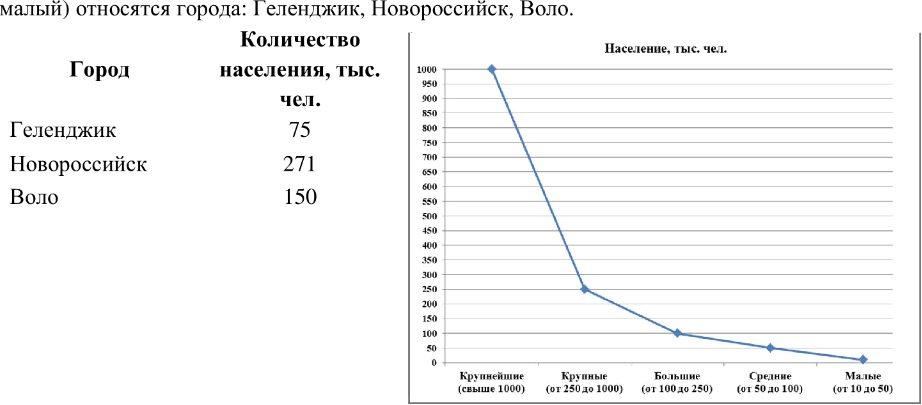 малый) относятся города: Геленджик, Новороссийск, Воло.
Город
Количество
населения, тыс.
чел.
Геленджик 75
Новороссийск 271
Воло 150
Население, тыс. чел.
1000
950
900
850
800
750
700
650
600
550
500
450
400
350
300
250
200
150
100
50
0
Крупнейшие Крупные Большие Средние Малые
(свыше 1000) (от 250 до 1000) (от 100 до 250) (от 50 до 100) (от 10 до 50)